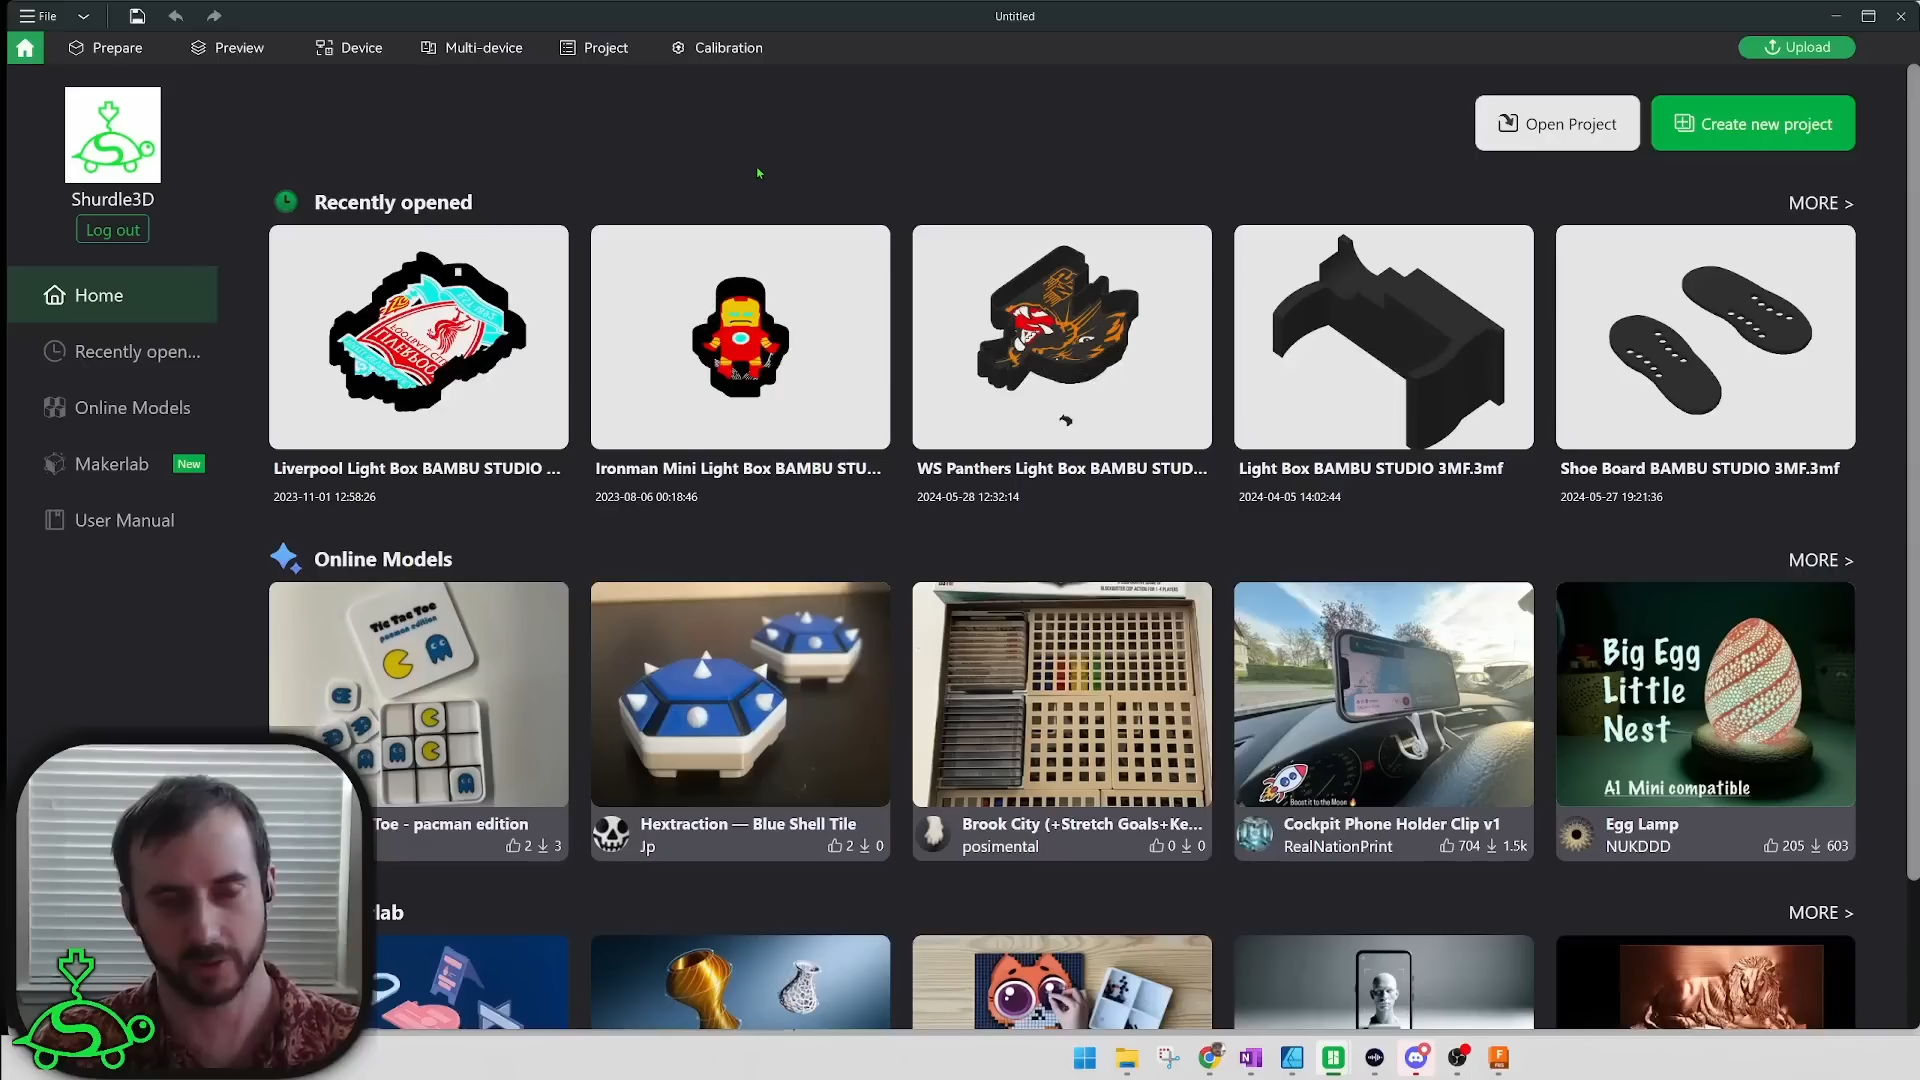 File
Untitled
Prepare
Preview
Device
Multi-device
Project
Calibration
Upload
Shurdle3D
Log out
Open Project
Create new project
Home
Recently open...
Online Models
Makerlab
New
User Manual
Recently opened
MORE >
Liverpool Light Box BAMBU STUDIO ...
2023-11-01 12:58:26
Ironman Mini Light Box BAMBU STU...
2023-08-06 00:18:46
WS Panthers Light Box BAMBU STUD...
2024-05-28 12:32:14
Light Box BAMBU STUDIO 3MF.3mf
2024-04-05 14:02:44
Shoe Board BAMBU STUDIO 3MF.3mf
2024-05-27 19:21:36
Online Models
MORE >
Tic Tac Toe
pacman edition
Boost it to the Moon
Big Egg
Little
Nest
A1 Mini compatible
Toe - pacman edition
2 3
Hextraction — Blue Shell Tile
Jp
2 0
Brook City (+Stretch Goals+Ke...
posimental
0 0
Cockpit Phone Holder Clip v1
RealNationPrint
704 1.5k
Egg Lamp
NUKDDD
205 603
lab
MORE >